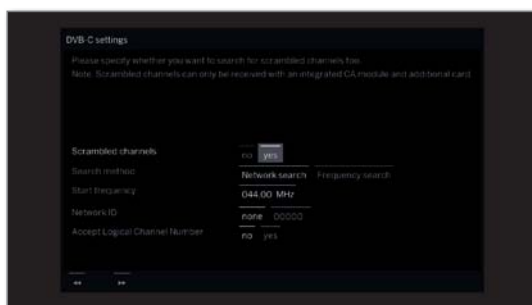 DVB-C settings
Please specify whether you want to search for scrambled channels too.
Note: Scrambled channels can only be received with an integrated CA module and additional card
Scrambled channels no yes
Search method Network search Frequency search
Start frequency 044.00 MHz
Network ID none 00000
Accept Logical Channel Number no yes